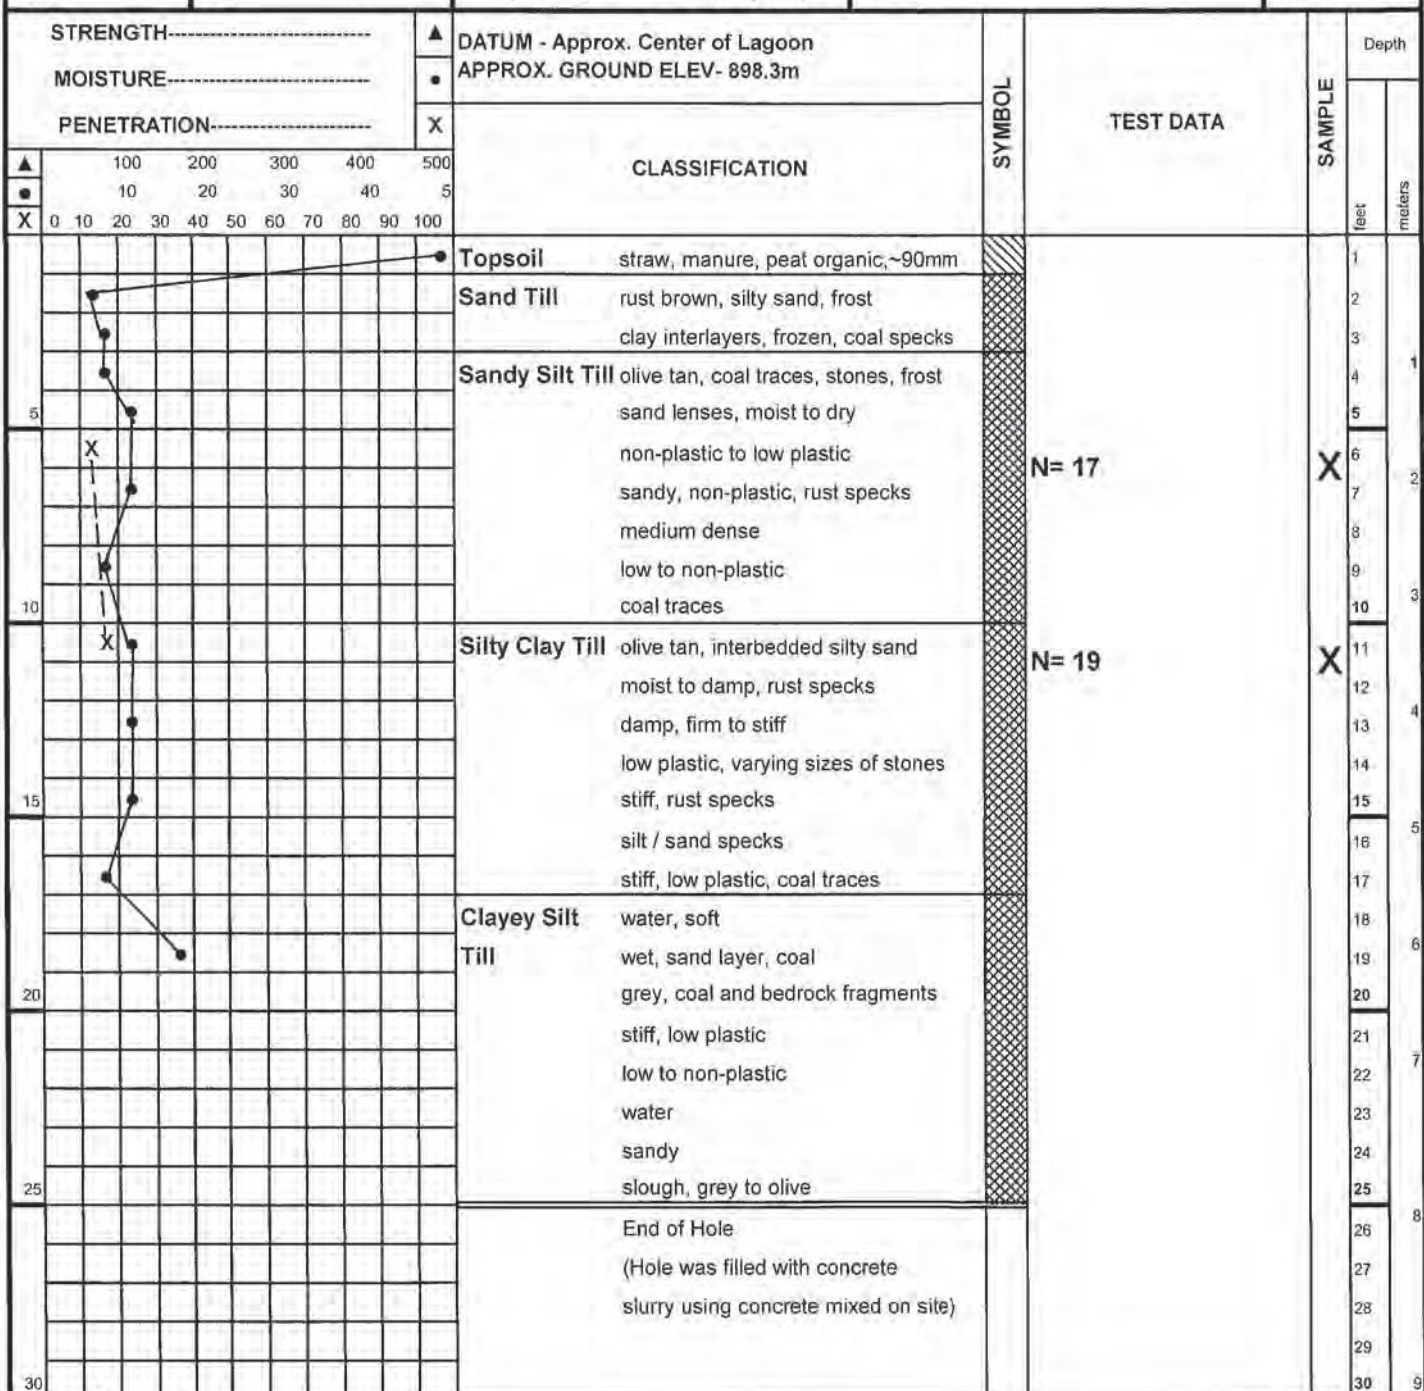 STRENGTH ▲
MOISTURE ●
PENETRATION X
DATUM - Approx. Center of Lagoon
APPROX. GROUND ELEV- 898.3m
CLASSIFICATION
SYMBOL
TEST DATA
SAMPLE
Depth
feet
meters
▲ 100 200 300 400 500
● 10 20 30 40 5
X 0 10 20 30 40 50 60 70 80 90 100
Topsoil straw, manure, peat organic,~90mm 1
Sand Till rust brown, silty sand, frost 2
clay interlayers, frozen, coal specks 3
Sandy Silt Till olive tan, coal traces, stones, frost 4 1
5 sand lenses, moist to dry 5
X non-plastic to low plastic N= 17 X 6
sandy, non-plastic, rust specks 7 2
medium dense 8
low to non-plastic 9
10 coal traces 10 3
X Silty Clay Till olive tan, interbedded silty sand N= 19 X 11
moist to damp, rust specks 12
damp, firm to stiff 13 4
low plastic, varying sizes of stones 14
15 stiff, rust specks 15
silt / sand specks 16 5
stiff, low plastic, coal traces 17
Clayey Silt water, soft 18
Till wet, sand layer, coal 19 6
20 grey, coal and bedrock fragments 20
stiff, low plastic 21
low to non-plastic 22 7
water 23
sandy 24
25 slough, grey to olive 25
End of Hole 26 8
(Hole was filled with concrete 27
slurry using concrete mixed on site) 28
29
30 30 9